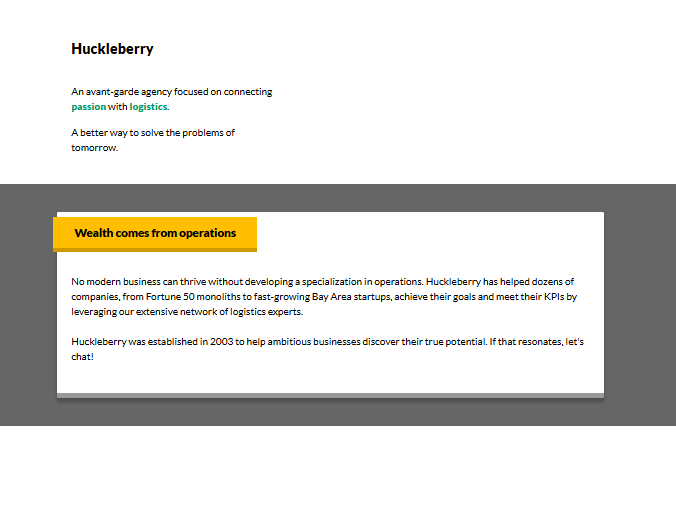 Huckleberry
An avant-garde agency focused on connecting
passion with logistics.
A better way to solve the problems of
tomorrow.
Wealth comes from operations
No modern business can thrive without developing a specialization in operations. Huckleberry has helped dozens of
companies, from Fortune 50 monoliths to fast-growing Bay Area startups, achieve their goals and meet their KPIs by
leveraging our extensive network of logistics experts.
Huckleberry was established in 2003 to help ambitious businesses discover their true potential. If that resonates, let's
chat!